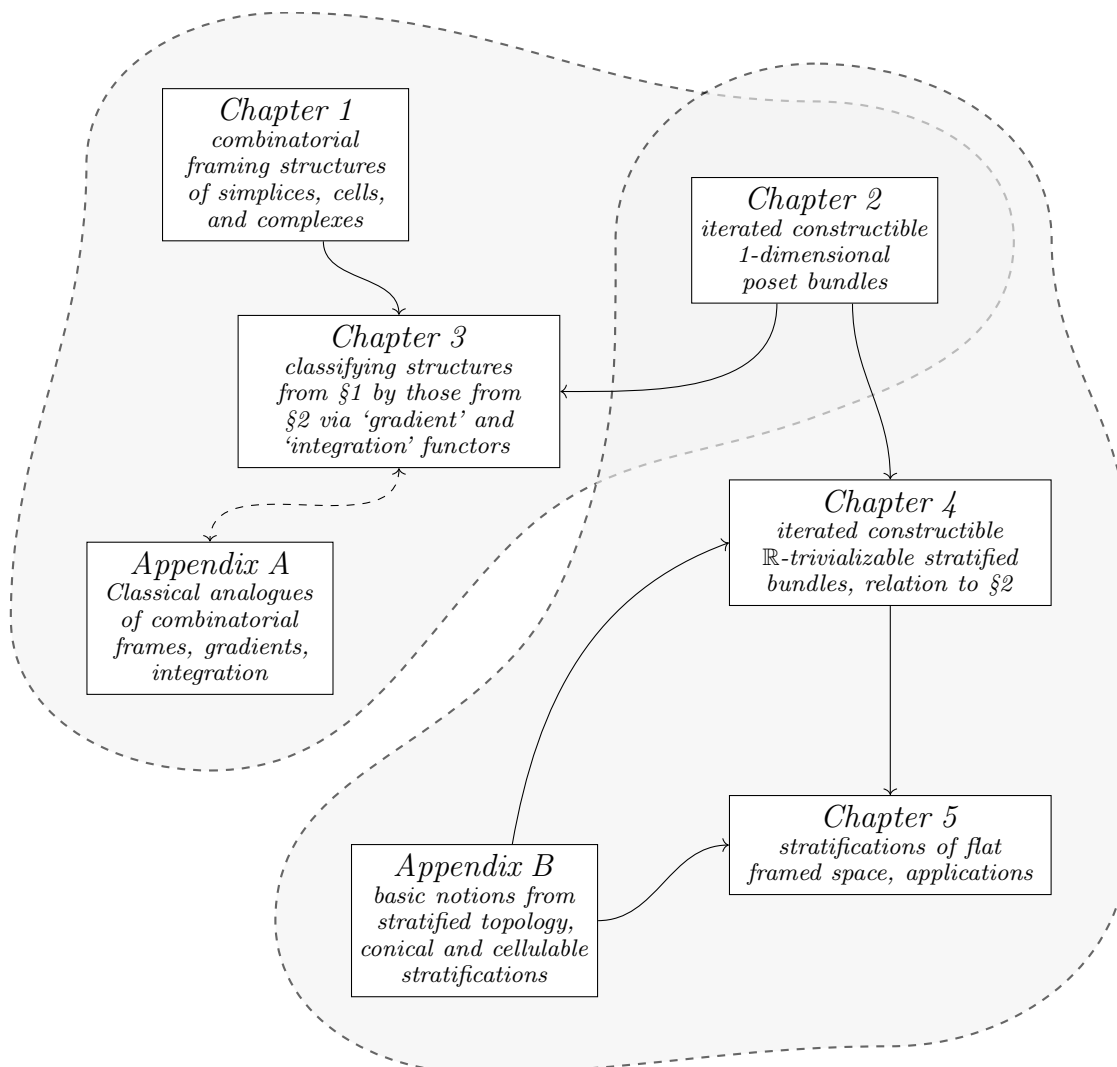 Chapter 1
combinatorial
framing structures
of simplices, cells,
and complexes
Chapter 2
iterated constructible
1-dimensional
poset bundles
Chapter 3
classifying structures
from §1 by those from
§2 via ‘gradient’ and
‘integration’ functors
Chapter 4
iterated constructible
ℝ-trivializable stratified
bundles, relation to §2
Appendix A
Classical analogues
of combinatorial
frames, gradients,
integration
Chapter 5
stratifications of flat
framed space, applications
Appendix B
basic notions from
stratified topology,
conical and cellulable
stratifications